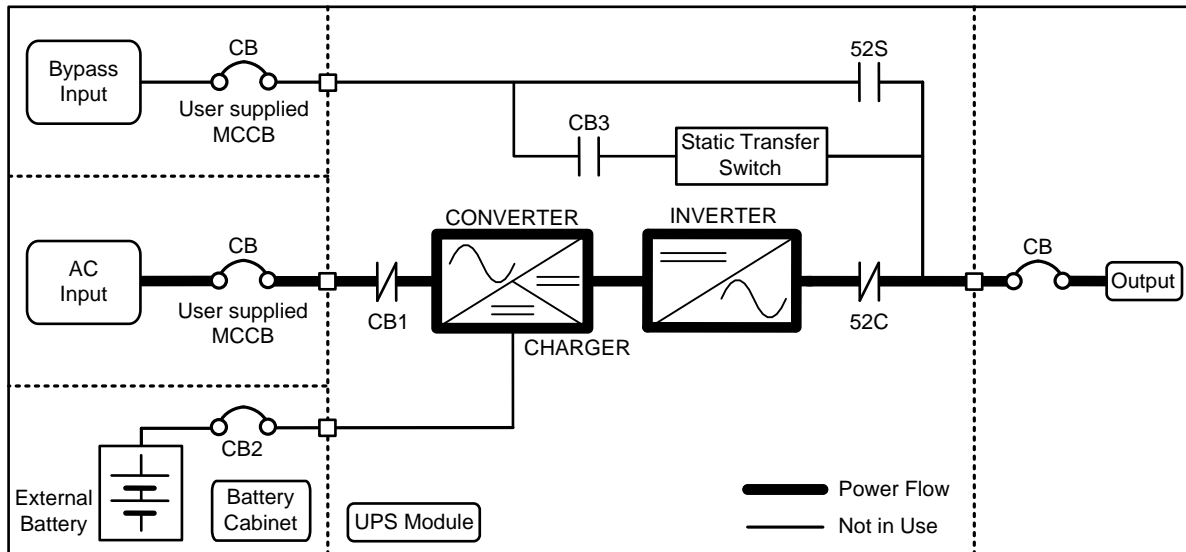 Bypass
Input
CB
User supplied
MCCB
52S
CB3
Static Transfer
Switch
AC
Input
CB
User supplied
MCCB
CB1
CONVERTER
CHARGER
INVERTER
52C
CB
Output
CB2
External
Battery
Battery
Cabinet
UPS Module
Power Flow
Not in Use